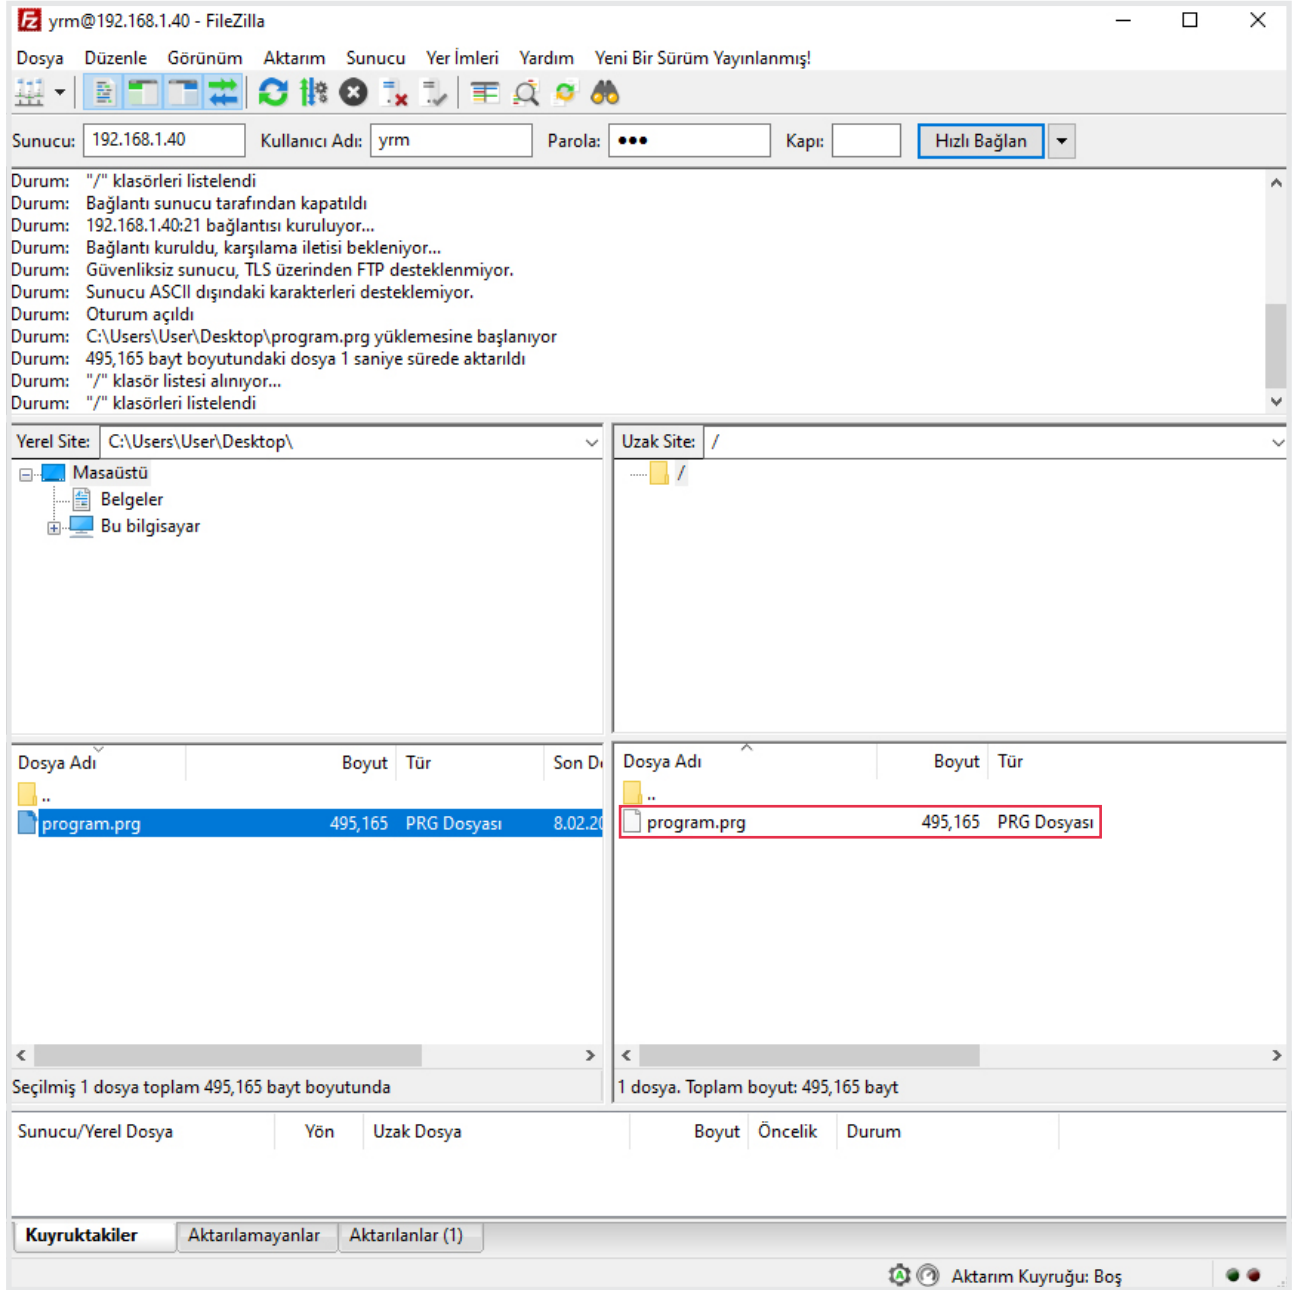 yrm@192.168.1.40 - FileZilla
Dosya Düzenle Görünüm Aktarım Sunucu Yer İmleri Yardım Yeni Bir Sürüm Yayınlanmış!
Sunucu: 192.168.1.40 Kullanıcı Adı: yrm Parola: ●●● Kapı: Hızlı Bağlan
Durum: "/" klasörleri listelendi
Durum: Bağlantı sunucu tarafından kapatıldı
Durum: 192.168.1.40:21 bağlantısı kuruluyor...
Durum: Bağlantı kuruldu, karşılama iletisi bekleniyor...
Durum: Güvenliksiz sunucu, TLS üzerinden FTP desteklenmiyor.
Durum: Sunucu ASCII dışındaki karakterleri desteklemiyor.
Durum: Oturum açıldı
Durum: C:\Users\User\Desktop\program.prg yüklemesine başlanıyor
Durum: 495,165 bayt boyutundaki dosya 1 saniye sürede aktarıldı
Durum: "/" klasör listesi alınıyor...
Durum: "/" klasörleri listelendi
Yerel Site: C:\Users\User\Desktop\
Masaüstü
Belgeler
Bu bilgisayar
Uzak Site: /
/
Dosya Adı Boyut Tür Son D
..
program.prg 495,165 PRG Dosyası 8.02.20
Seçilmiş 1 dosya toplam 495,165 bayt boyutunda
Dosya Adı Boyut Tür
..
program.prg 495,165 PRG Dosyası
1 dosya. Toplam boyut: 495,165 bayt
Sunucu/Yerel Dosya Yön Uzak Dosya Boyut Öncelik Durum
Kuyruktakiler Aktarılamayanlar Aktarılanlar (1)
Aktarım Kuyruğu: Boş